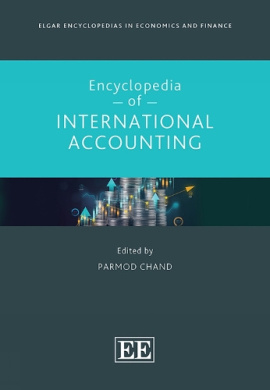 ELGAR ENCYCLOPEDIAS IN ECONOMICS AND FINANCE
Encyclopedia
— of —
INTERNATIONAL
ACCOUNTING
Edited by
PARMOD CHAND
EE